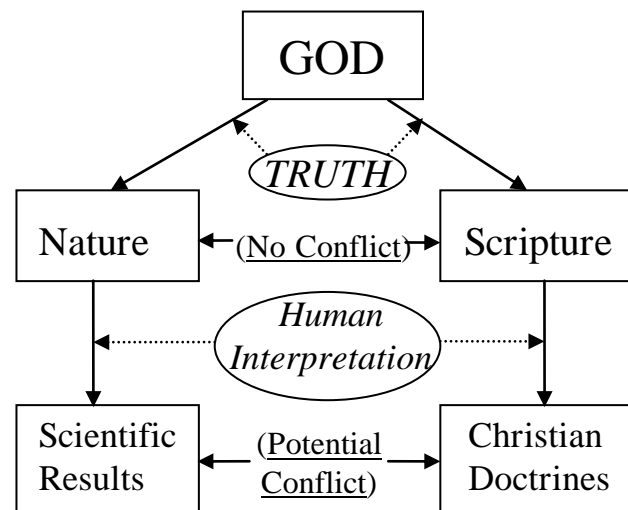 GOD
TRUTH
Nature
(No Conflict)
Scripture
Human
Interpretation
Scientific
Results
(Potential
Conflict)
Christian
Doctrines